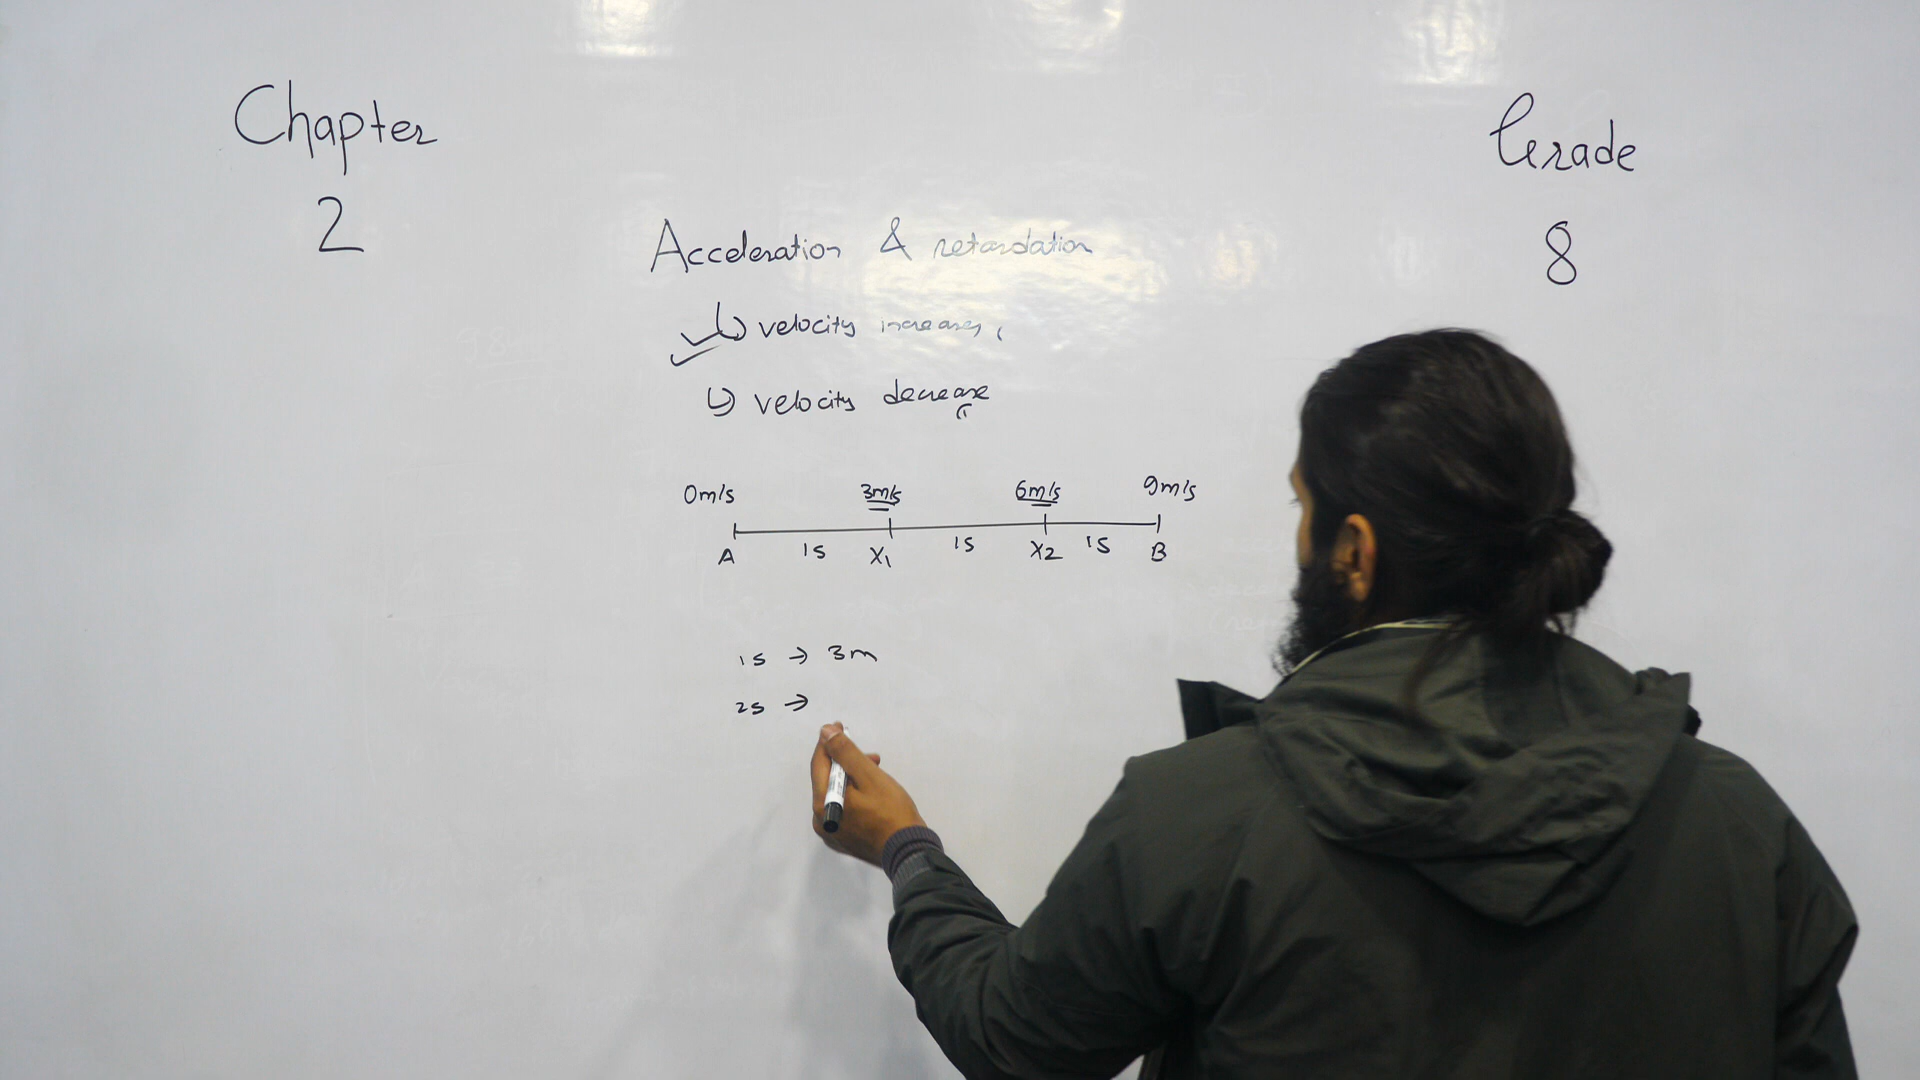 Chapter
2
Grade
8
Acceleration & retardation
velocity increases,
velocity decrease
0m/s 3m/s 6m/s 9m/s
A 1s X1 1s X2 1s B
1s → 3m
2s →